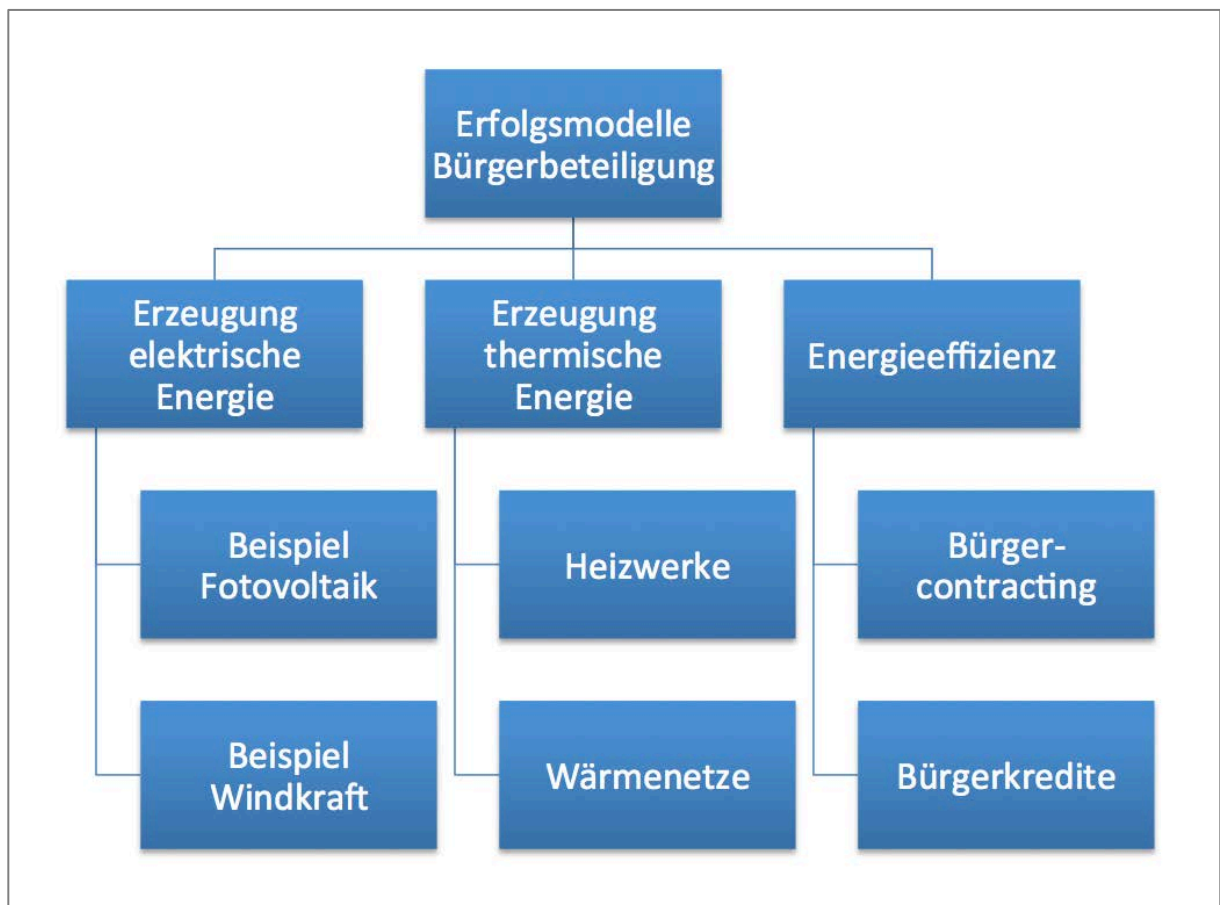 Erfolgsmodelle
Bürgerbeteiligung
Erzeugung
elektrische
Energie
Erzeugung
thermische
Energie
Energieeffizienz
Beispiel
Fotovoltaik
Heizwerke
Bürger-
contracting
Beispiel
Windkraft
Wärmenetze
Bürgerkredite